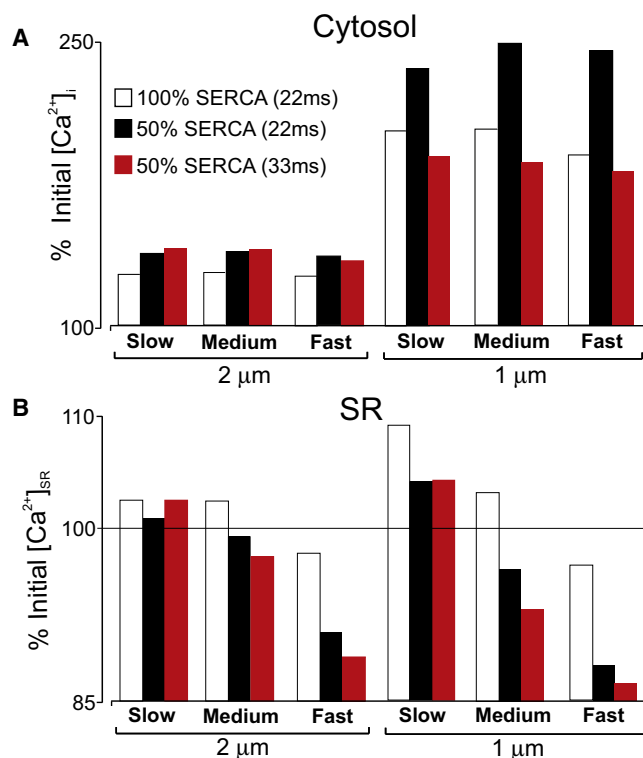 A
Cytosol
250
% Initial [Ca²⁺]i
100
100% SERCA (22ms)
50% SERCA (22ms)
50% SERCA (33ms)
Slow Medium Fast Slow Medium Fast
2 μm 1 μm
B
SR
110
100
% Initial [Ca²⁺]SR
85
Slow Medium Fast Slow Medium Fast
2 μm 1 μm